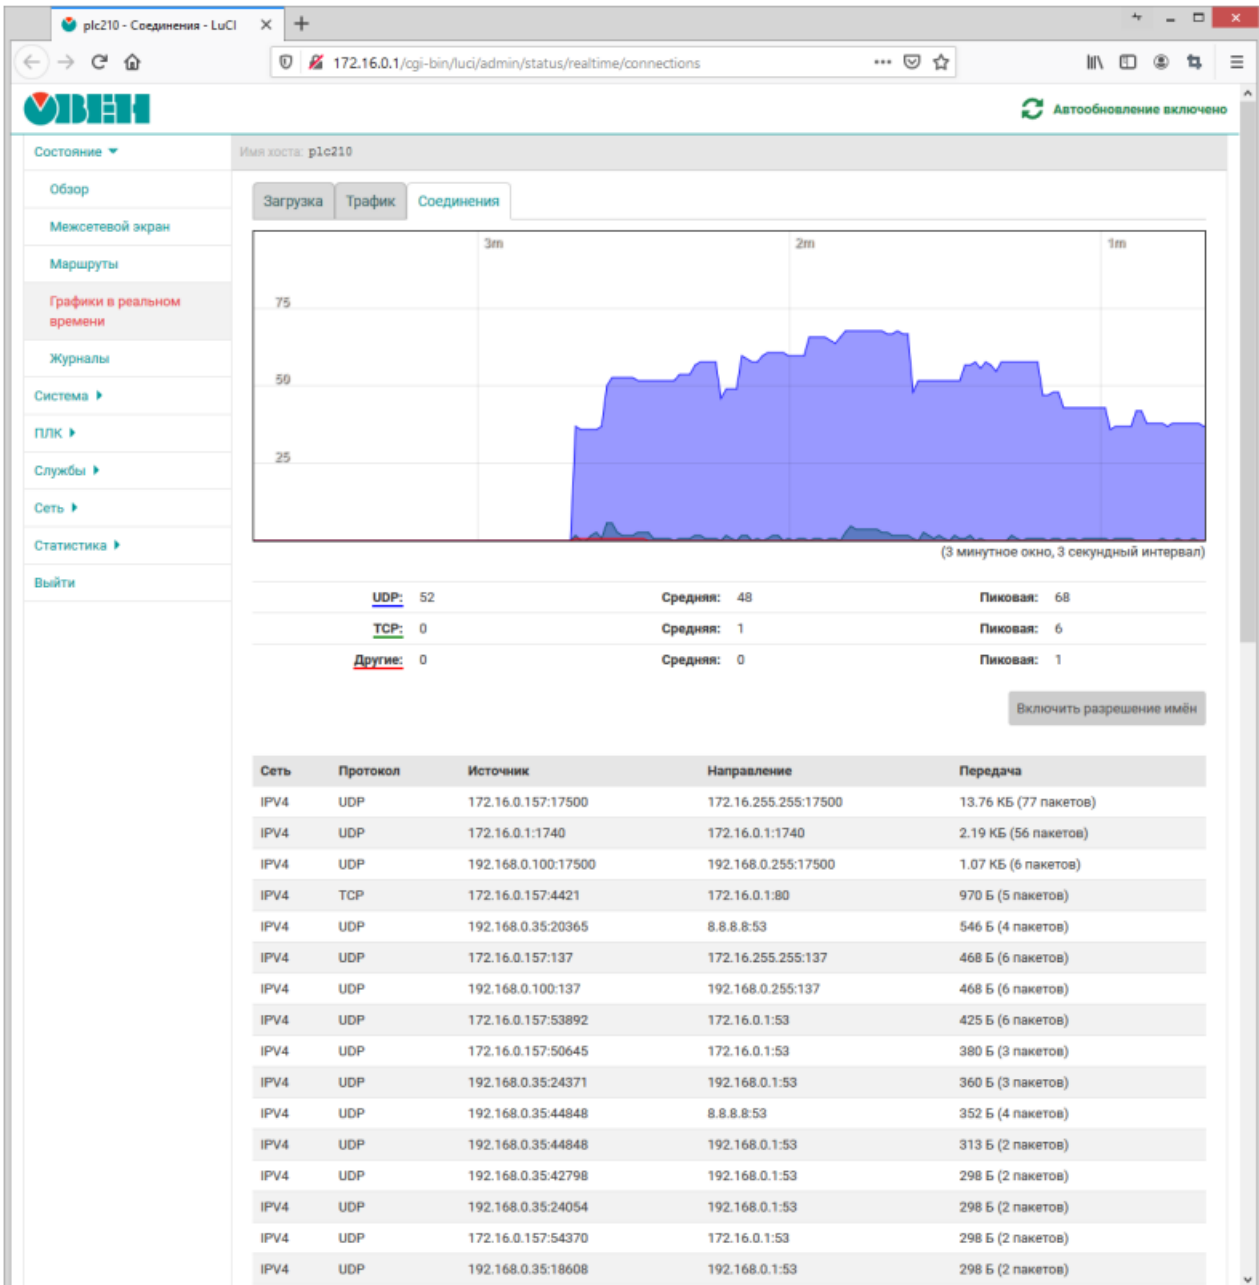 plc210 - Соединения - LuCI
172.16.0.1/cgi-bin/luci/admin/status/realtime/connections
ОВЕН
Автообновление включено
Состояние
Имя хоста: plc210
Обзор
Межсетевой экран
Маршруты
Графики в реальном
времени
Журналы
Система
ПЛК
Службы
Сеть
Статистика
Выйти
Загрузка Трафик Соединения
3m 2m 1m
75
50
25
(3 минутное окно, 3 секундный интервал)
UDP: 52 Средняя: 48 Пиковая: 68
TCP: 0 Средняя: 1 Пиковая: 6
Другие: 0 Средняя: 0 Пиковая: 1
Включить разрешение имён
Сеть Протокол Источник Направление Передача
IPV4 UDP 172.16.0.157:17500 172.16.255.255:17500 13.76 КБ (77 пакетов)
IPV4 UDP 172.16.0.1:1740 172.16.0.1:1740 2.19 КБ (56 пакетов)
IPV4 UDP 192.168.0.100:17500 192.168.0.255:17500 1.07 КБ (6 пакетов)
IPV4 TCP 172.16.0.157:4421 172.16.0.1:80 970 Б (5 пакетов)
IPV4 UDP 192.168.0.35:20365 8.8.8.8:53 546 Б (4 пакетов)
IPV4 UDP 172.16.0.157:137 172.16.255.255:137 468 Б (6 пакетов)
IPV4 UDP 192.168.0.100:137 192.168.0.255:137 468 Б (6 пакетов)
IPV4 UDP 172.16.0.157:53892 172.16.0.1:53 425 Б (6 пакетов)
IPV4 UDP 172.16.0.157:50645 172.16.0.1:53 380 Б (3 пакетов)
IPV4 UDP 192.168.0.35:24371 192.168.0.1:53 360 Б (3 пакетов)
IPV4 UDP 192.168.0.35:44848 8.8.8.8:53 352 Б (4 пакетов)
IPV4 UDP 192.168.0.35:44848 192.168.0.1:53 313 Б (2 пакетов)
IPV4 UDP 192.168.0.35:42798 192.168.0.1:53 298 Б (2 пакетов)
IPV4 UDP 192.168.0.35:24054 192.168.0.1:53 298 Б (2 пакетов)
IPV4 UDP 172.16.0.157:54370 172.16.0.1:53 298 Б (2 пакетов)
IPV4 UDP 192.168.0.35:18608 192.168.0.1:53 298 Б (2 пакетов)